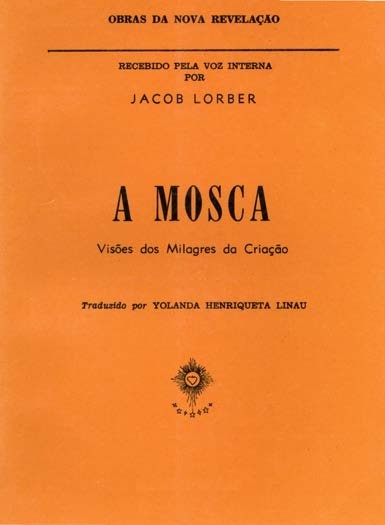 OBRAS DA NOVA REVELAÇÃO
RECEBIDO PELA VOZ INTERNA
POR
JACOB LORBER
A MOSCA
Visões dos Milagres da Criação
Traduzido por YOLANDA HENRIQUETA LINAU